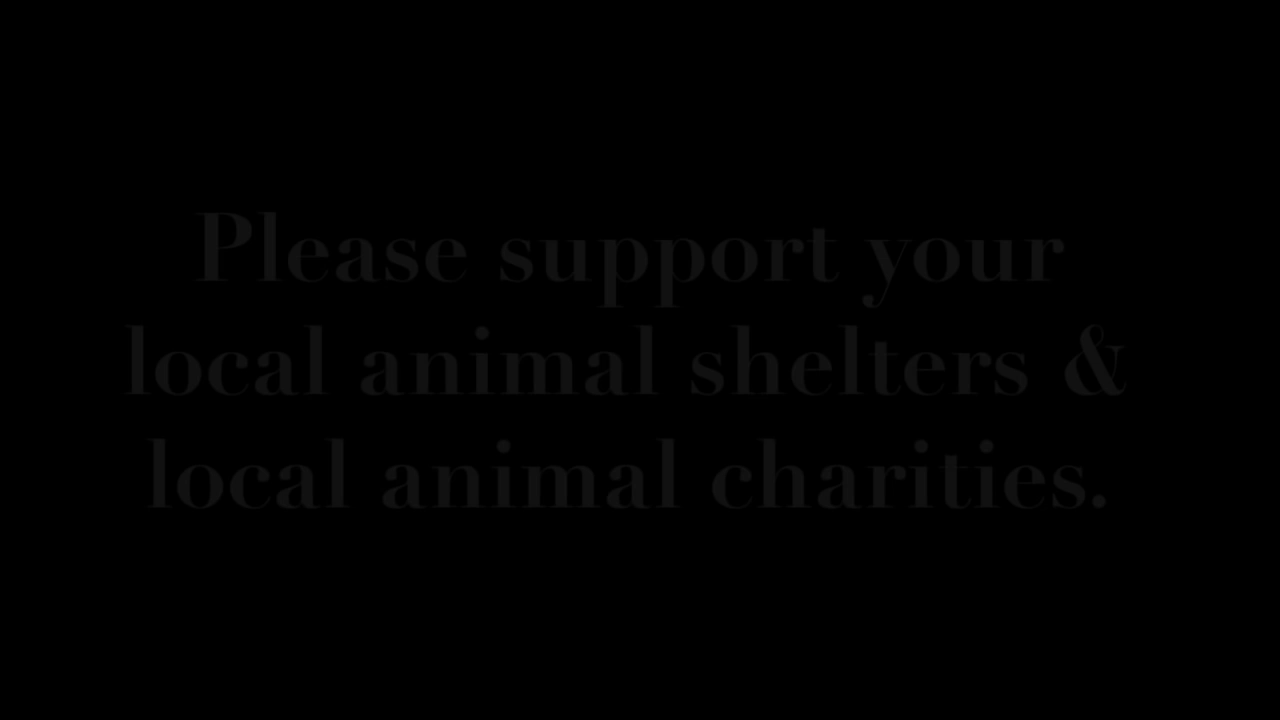 Please support your
local animal shelters &
local animal charities.